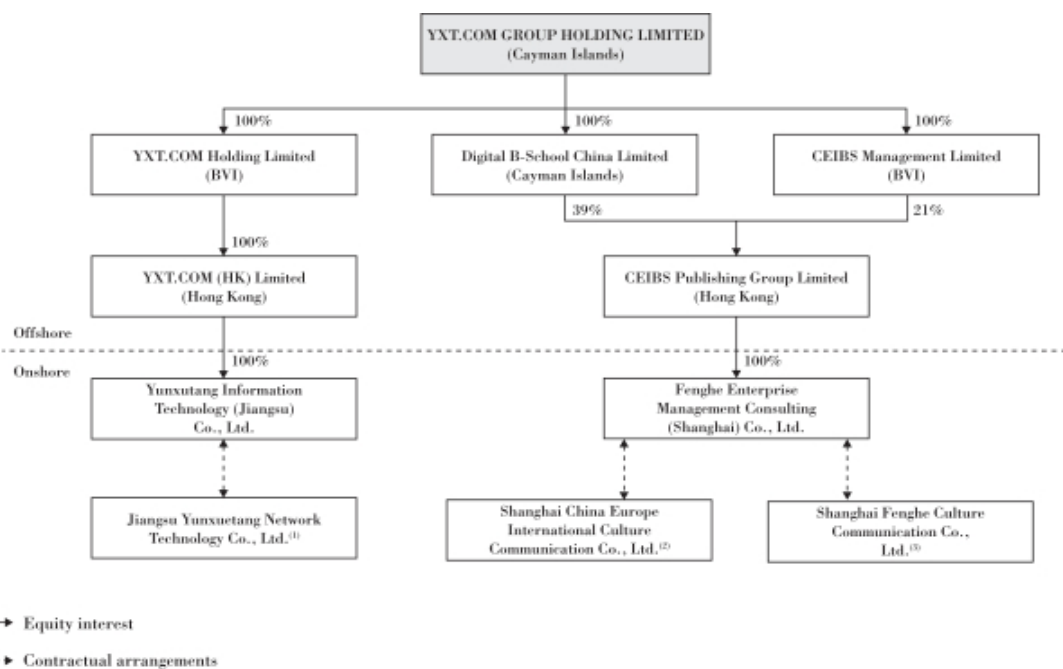 YXT.COM GROUP HOLDING LIMITED
(Cayman Islands)
100%
100%
100%
YXT.COM Holding Limited
(BVI)
Digital B-School China Limited
(Cayman Islands)
CEIBS Management Limited
(BVI)
39%
21%
100%
YXT.COM (HK) Limited
(Hong Kong)
CEIBS Publishing Group Limited
(Hong Kong)
Offshore
Onshore
100%
100%
Yunxutang Information
Technology (Jiangsu)
Co., Ltd.
Fenghe Enterprise
Management Consulting
(Shanghai) Co., Ltd.
Jiangsu Yunxuetang Network
Technology Co., Ltd.(1)
Shanghai China Europe
International Culture
Communication Co., Ltd.(2)
Shanghai Fenghe Culture
Communication Co.,
Ltd.(3)
Equity interest
Contractual arrangements